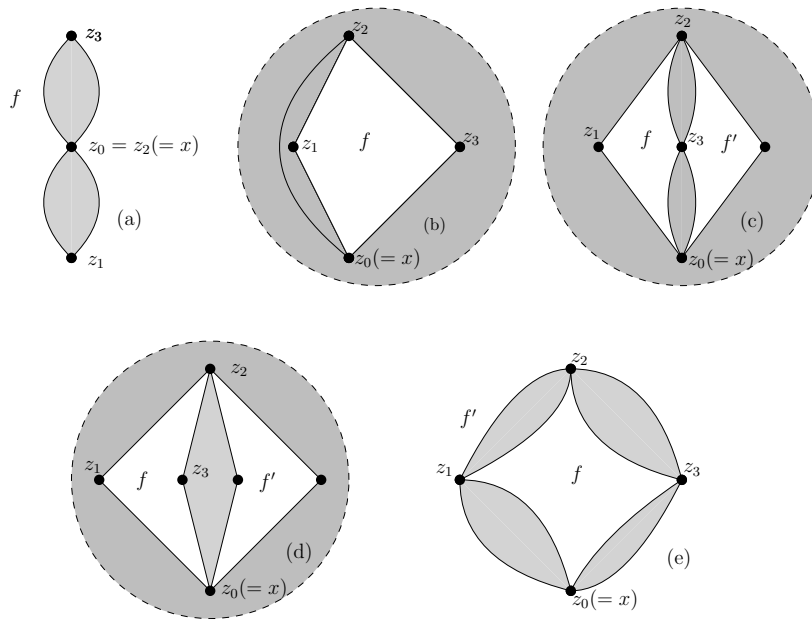 z₃
f
z₀ = z₂(= x)
(a)
z₁
z₂
z₁
f
z₃
(b)
z₀(= x)
z₂
z₁
f
z₃
f′
(c)
z₀(= x)
z₂
z₁
f
z₃
f′
(d)
z₀(= x)
z₂
f′
z₁
f
z₃
(e)
z₀(= x)